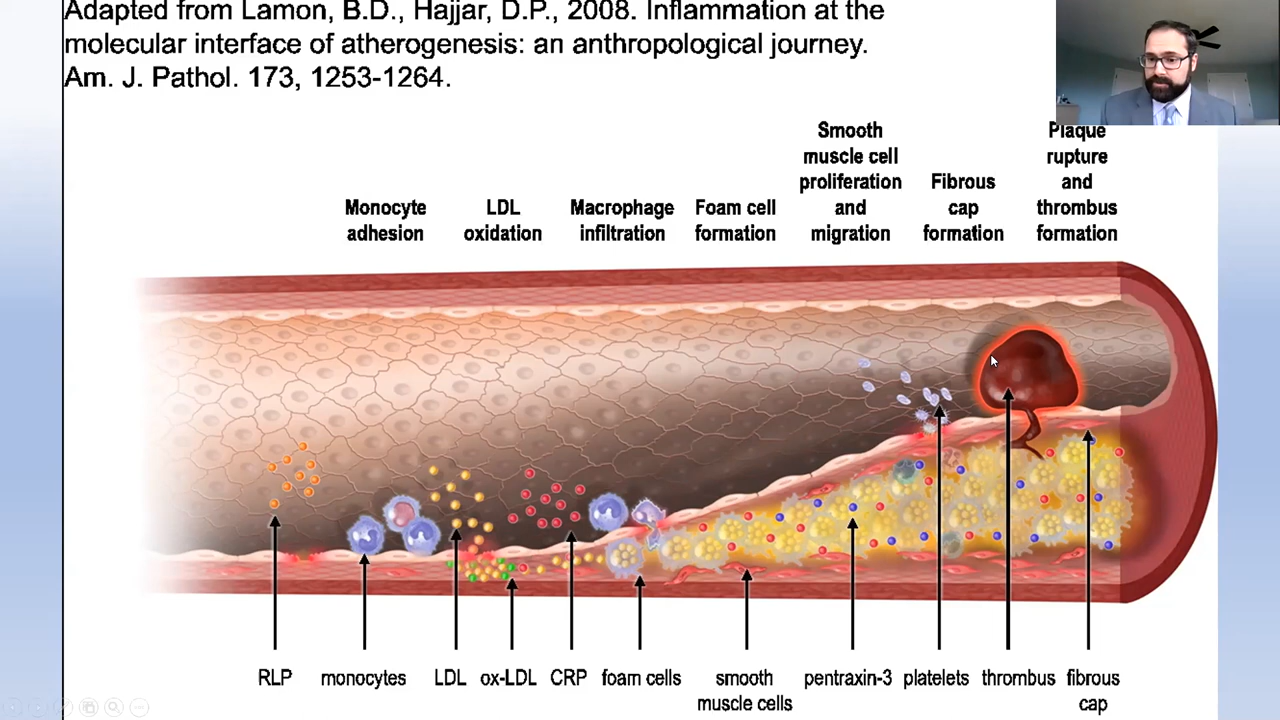 Adapted from Lamon, B.D., Hajjar, D.P., 2008. Inflammation at the
molecular interface of atherogenesis: an anthropological journey.
Am. J. Pathol. 173, 1253-1264.
Monocyte
adhesion
LDL
oxidation
Macrophage
infiltration
Foam cell
formation
Smooth
muscle cell
proliferation
and
migration
Fibrous
cap
formation
Plaque
rupture
and
thrombus
formation
RLP
monocytes
LDL
ox-LDL
CRP
foam cells
smooth
muscle cells
pentraxin-3
platelets
thrombus
fibrous
cap